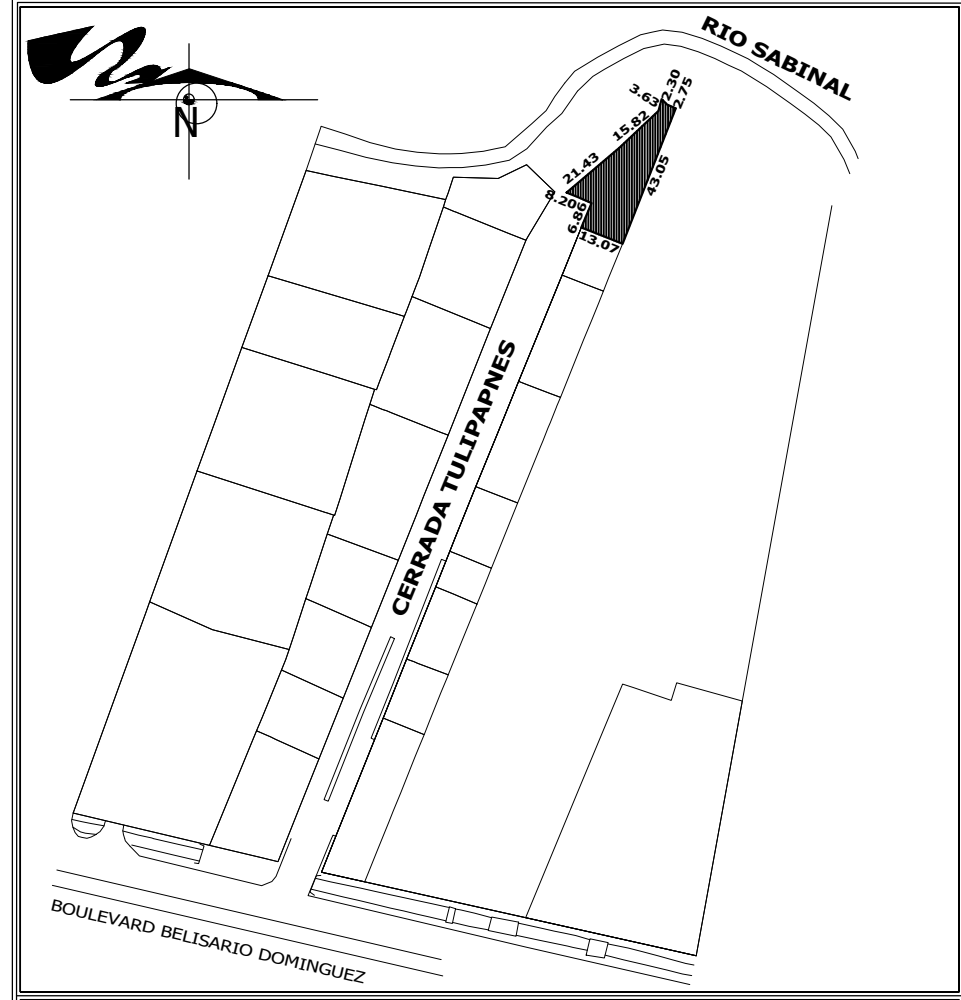 RIO SABINAL
N
2.30
2.75
3.63
15.82
21.43
43.05
8.20
6.86
13.07
CERRADA TULIPAPNES
BOULEVARD BELISARIO DOMINGUEZ